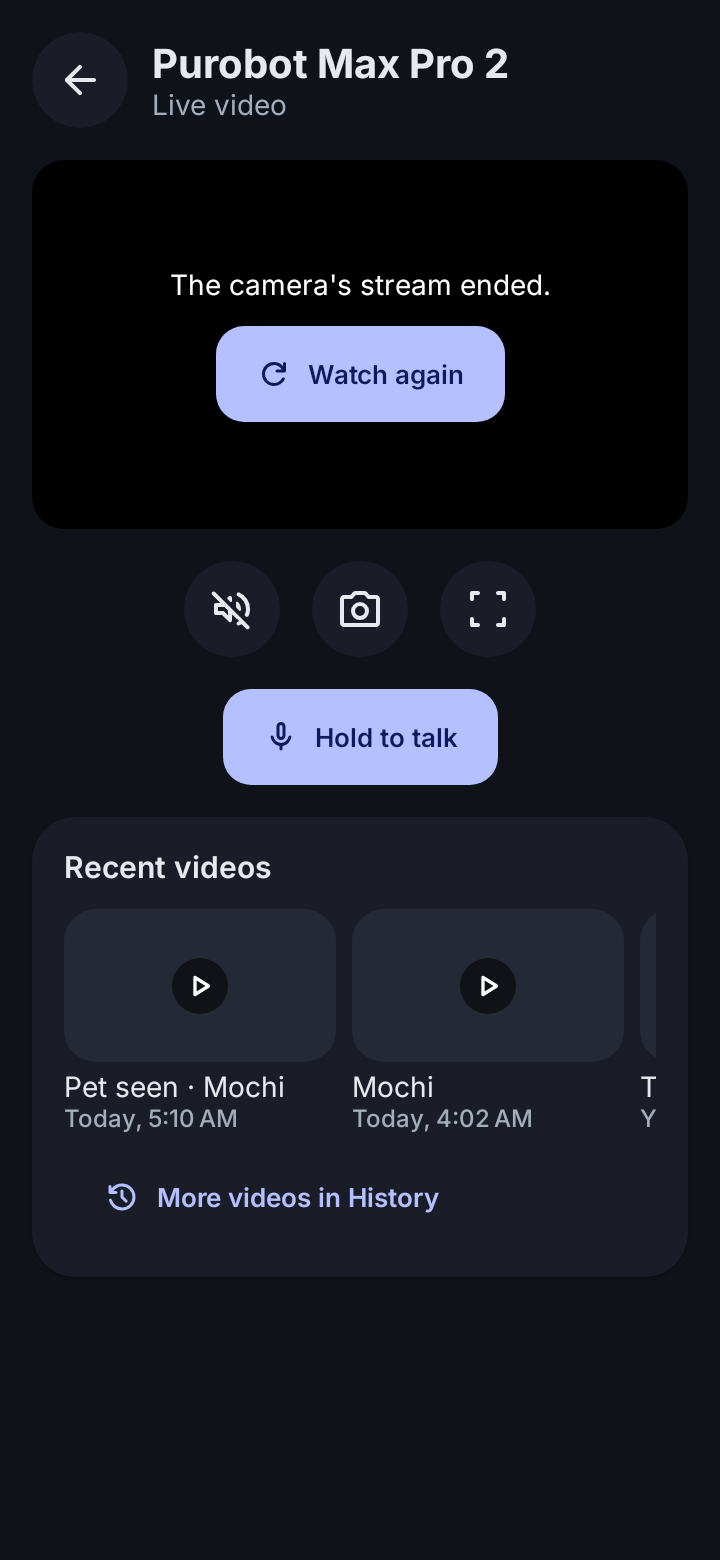 Purobot Max Pro 2
Live video
The camera's stream ended.
Watch again
Hold to talk
Recent videos
Pet seen · Mochi
Today, 5:10 AM
Mochi
Today, 4:02 AM
T
Y
More videos in History